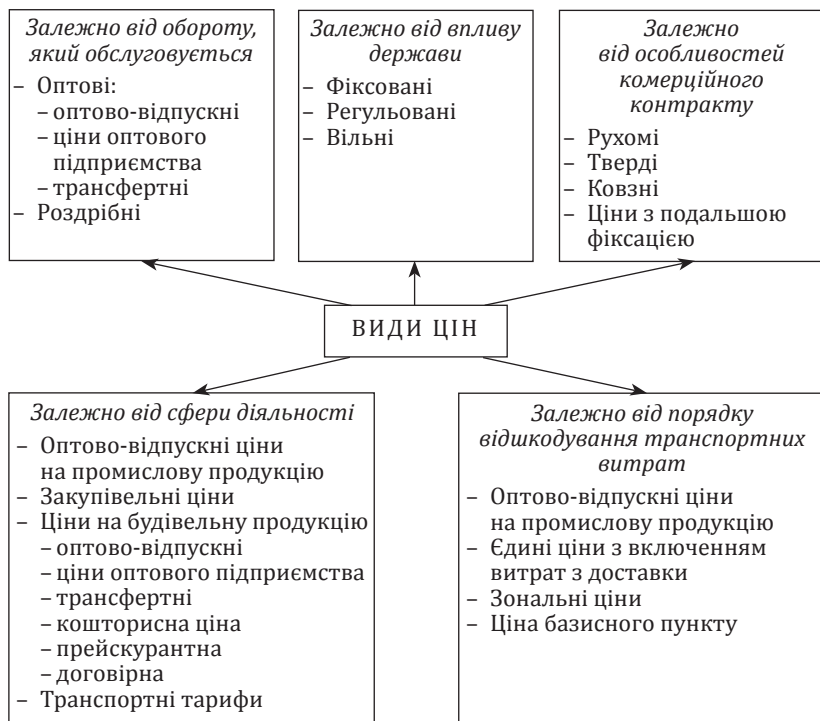 Залежно від обороту,
який обслуговується
– Оптові:
– оптово-відпускні
– ціни оптового
підприємства
– трансфертні
– Роздрібні
Залежно від впливу
держави
– Фіксовані
– Регульовані
– Вільні
Залежно
від особливостей
комерційного
контракту
– Рухомі
– Тверді
– Ковзні
– Ціни з подальшою
фіксацією
ВИДИ ЦІН
Залежно від сфери діяльності
– Оптово-відпускні ціни
на промислову продукцію
– Закупівельні ціни
– Ціни на будівельну продукцію
– оптово-відпускні
– ціни оптового підприємства
– трансфертні
– кошторисна ціна
– прейскурантна
– договірна
– Транспортні тарифи
Залежно від порядку
відшкодування транспортних
витрат
– Оптово-відпускні ціни
на промислову продукцію
– Єдині ціни з включенням
витрат з доставки
– Зональні ціни
– Ціна базисного пункту